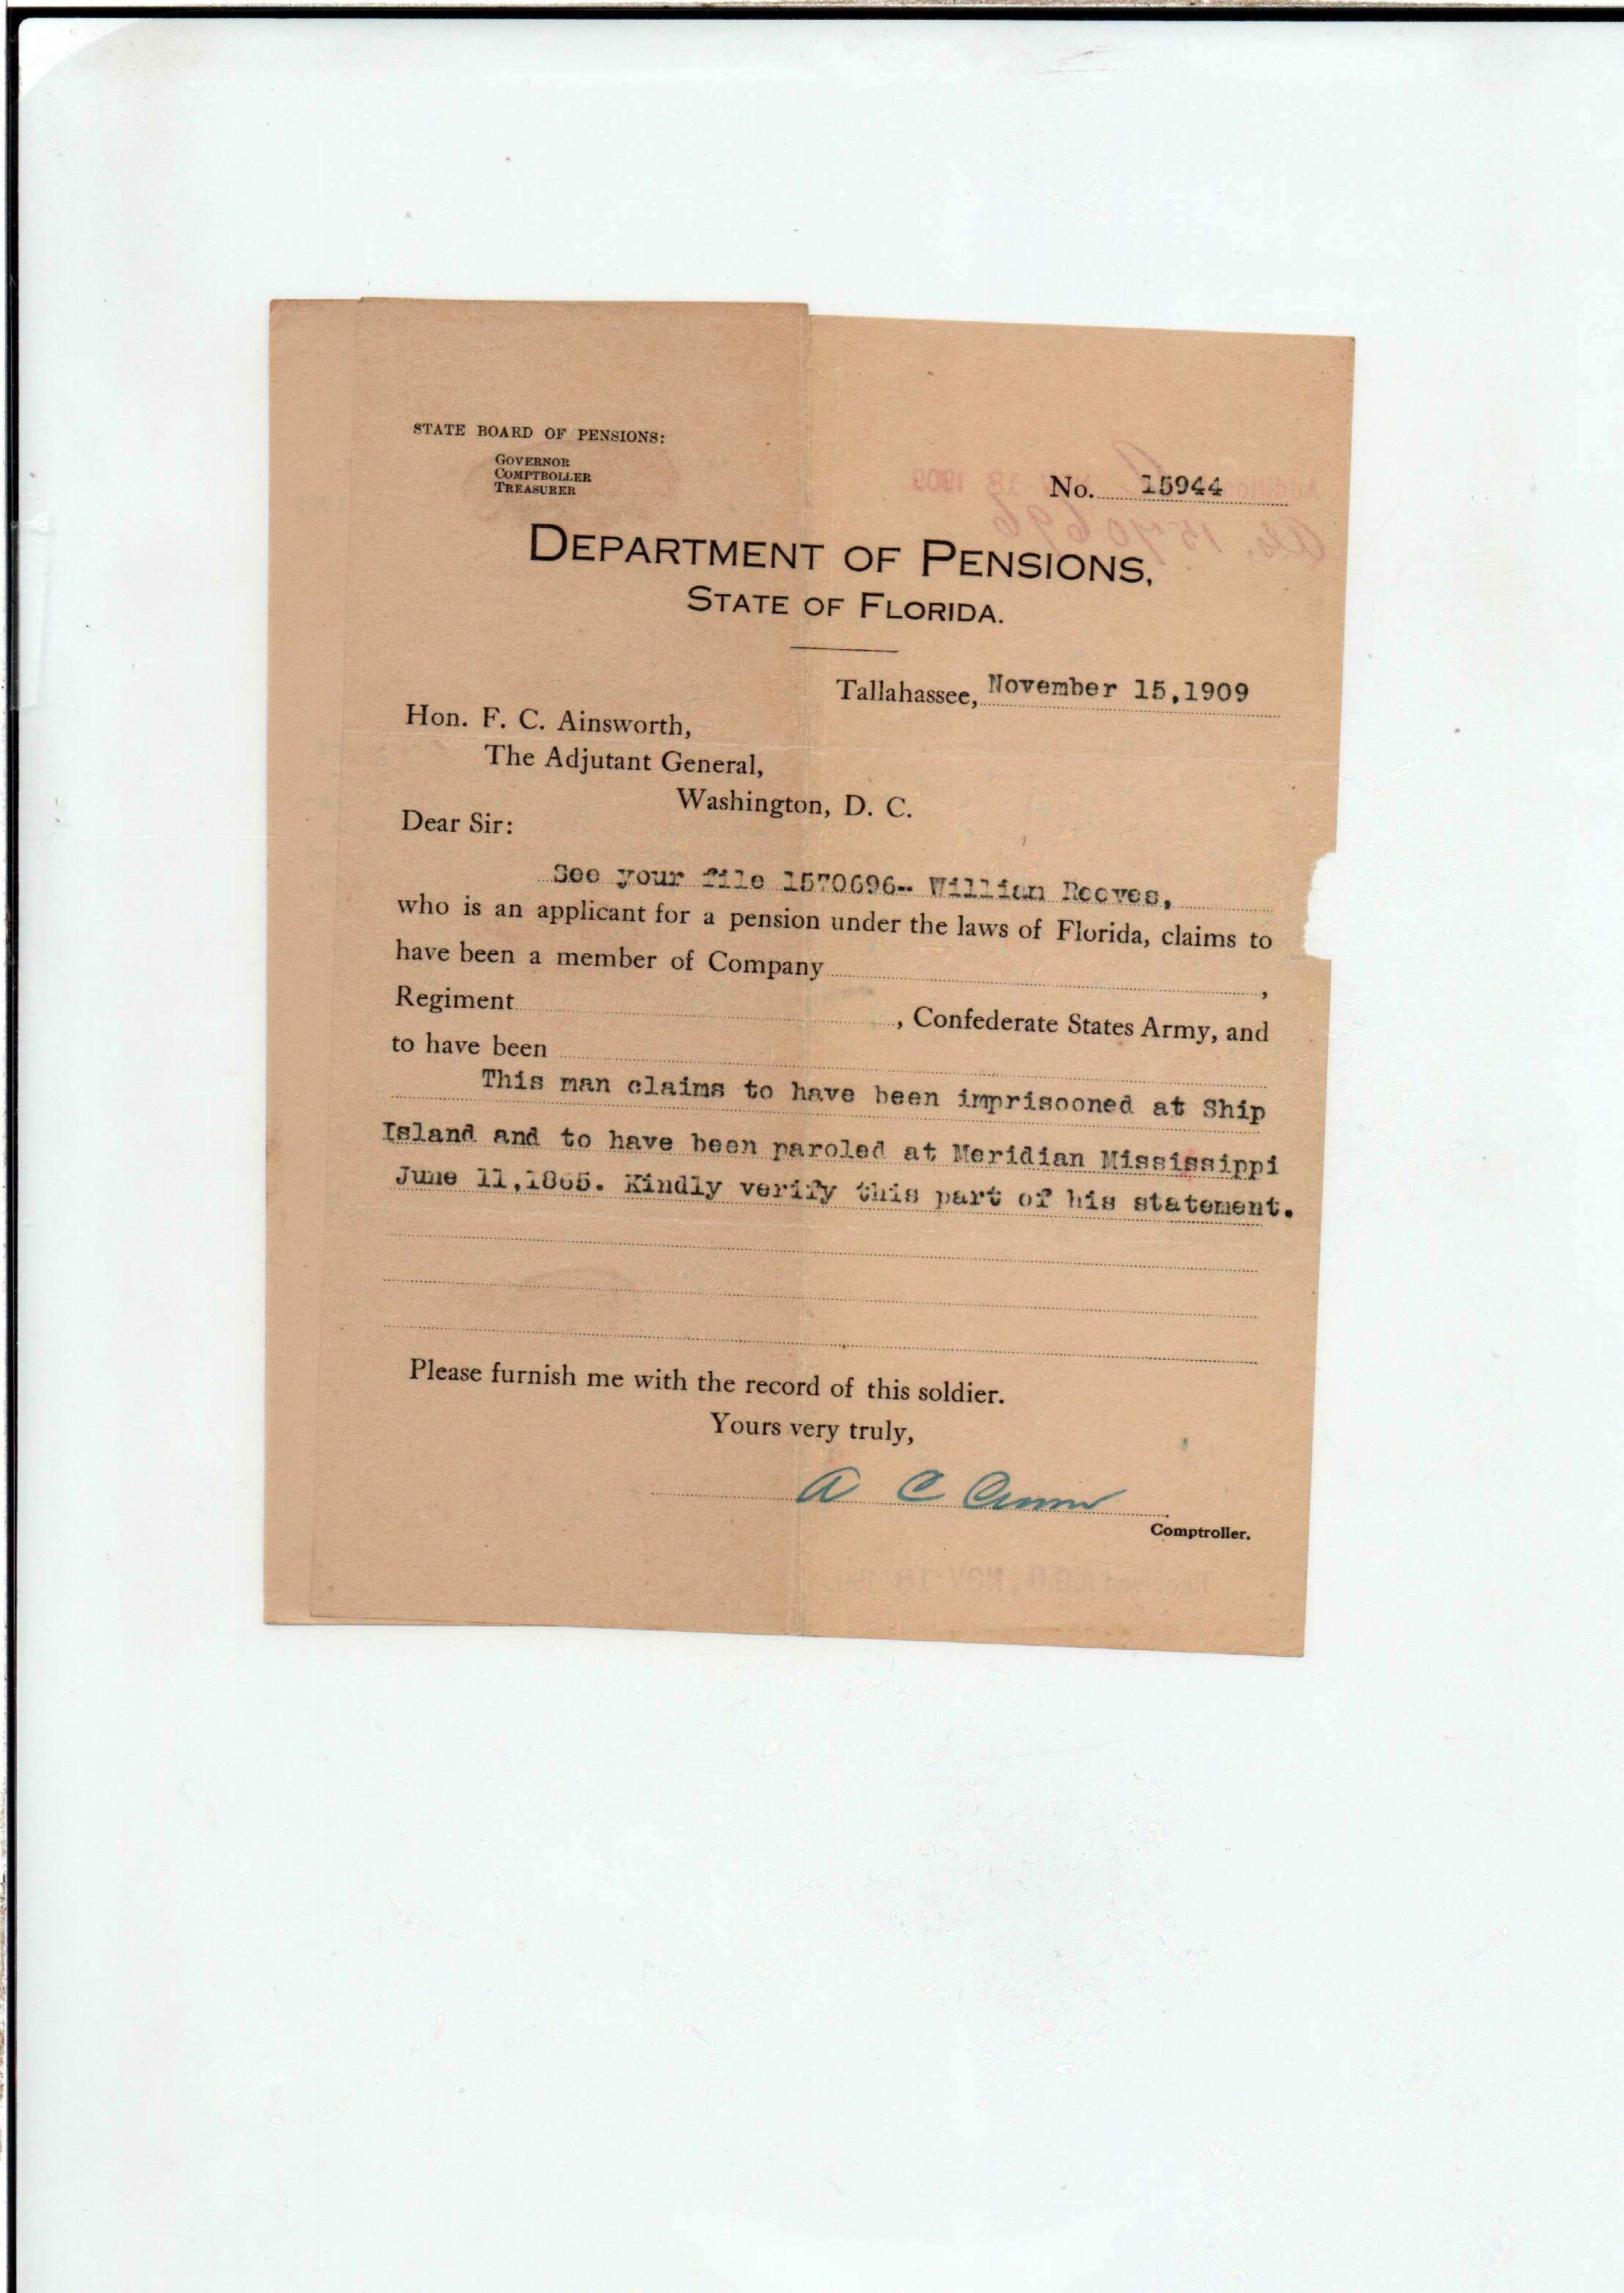 STATE BOARD OF PENSIONS:
GOVERNOR
COMPTROLLER
TREASURER
No. 15944
DEPARTMENT OF PENSIONS,
STATE OF FLORIDA.
Tallahassee, November 15,1909
Hon. F. C. Ainsworth,
The Adjutant General,
Washington, D. C.
Dear Sir:
See your file 1570696-- Willian Reeves,
who is an applicant for a pension under the laws of Florida, claims to
have been a member of Company ,
Regiment , Confederate States Army, and
to have been
This man claims to have been imprisooned at Ship
Island and to have been paroled at Meridian Mississippi
June 11,1865. Kindly verify this part of his statement.
Please furnish me with the record of this soldier.
Yours very truly,
A C
Comptroller.